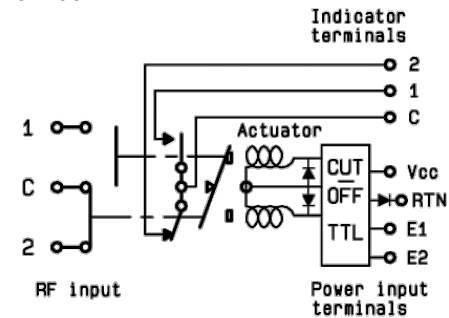 Indicator
terminals
2
1
C
Actuator
1
C
2
CUT
OFF
TTL
Vcc
RTN
E1
E2
RF input
Power input
terminals